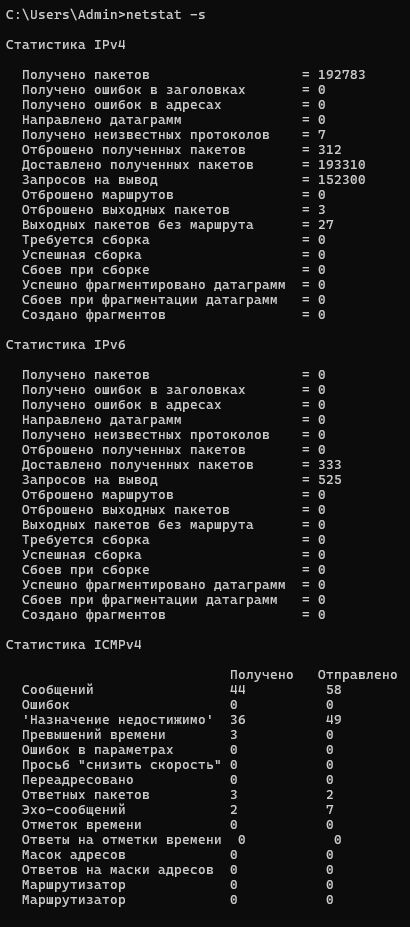 C:\Users\Admin>netstat -s
Статистика IPv4
Получено пакетов = 192783
Получено ошибок в заголовках = 0
Получено ошибок в адресах = 0
Направлено датаграмм = 0
Получено неизвестных протоколов = 7
Отброшено полученных пакетов = 312
Доставлено полученных пакетов = 193310
Запросов на вывод = 152300
Отброшено маршрутов = 0
Отброшено выходных пакетов = 3
Выходных пакетов без маршрута = 27
Требуется сборка = 0
Успешная сборка = 0
Сбоев при сборке = 0
Успешно фрагментировано датаграмм = 0
Сбоев при фрагментации датаграмм = 0
Создано фрагментов = 0
Статистика IPv6
Получено пакетов = 0
Получено ошибок в заголовках = 0
Получено ошибок в адресах = 0
Направлено датаграмм = 0
Получено неизвестных протоколов = 0
Отброшено полученных пакетов = 0
Доставлено полученных пакетов = 333
Запросов на вывод = 525
Отброшено маршрутов = 0
Отброшено выходных пакетов = 0
Выходных пакетов без маршрута = 0
Требуется сборка = 0
Успешная сборка = 0
Сбоев при сборке = 0
Успешно фрагментировано датаграмм = 0
Сбоев при фрагментации датаграмм = 0
Создано фрагментов = 0
Статистика ICMPv4
Получено Отправлено
Сообщений 44 58
Ошибок 0 0
'Назначение недостижимо' 36 49
Превышений времени 3 0
Ошибок в параметрах 0 0
Просьб "снизить скорость" 0 0
Переадресовано 0 0
Ответных пакетов 3 2
Эхо-сообщений 2 7
Отметок времени 0 0
Ответы на отметки времени 0 0
Масок адресов 0 0
Ответов на маски адресов 0 0
Маршрутизатор 0 0
Маршрутизатор 0 0